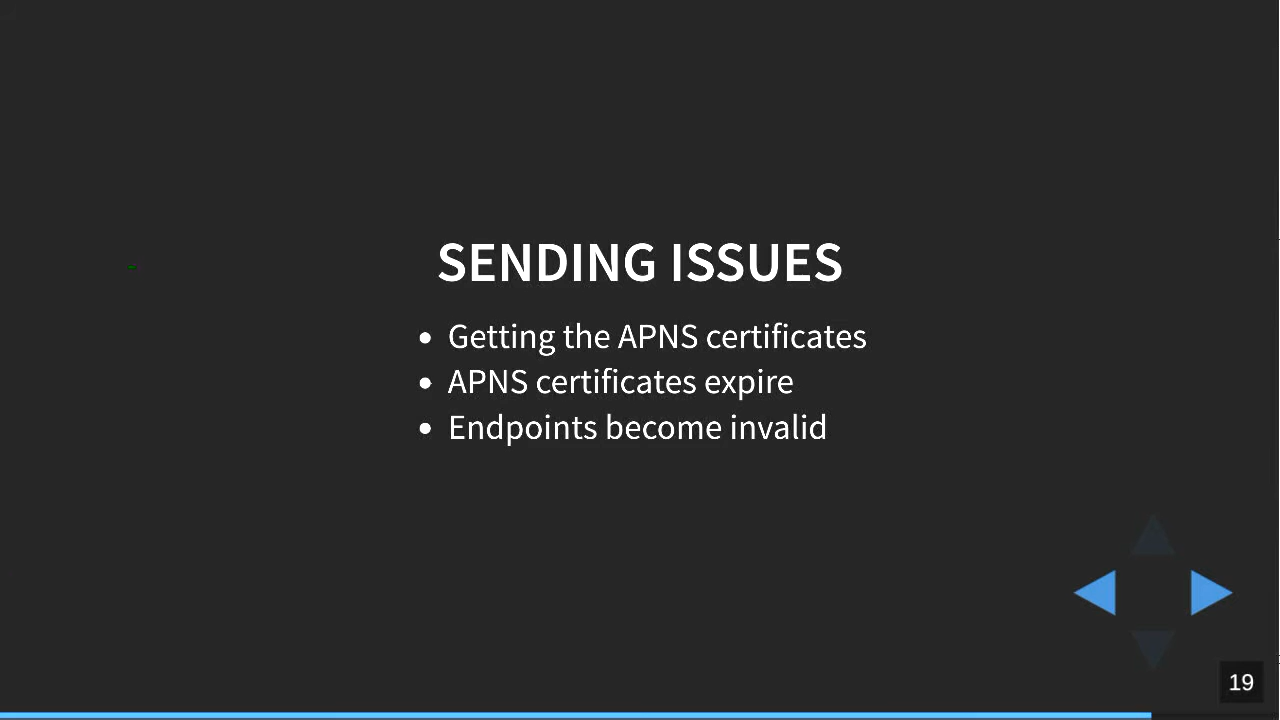 SENDING ISSUES
• Getting the APNS certificates
• APNS certificates expire
• Endpoints become invalid
19